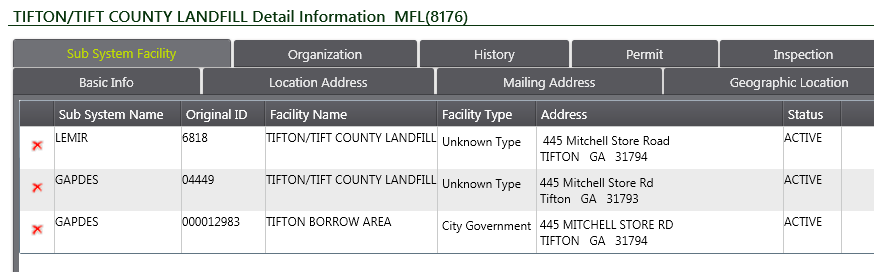 TIFTON/TIFT COUNTY LANDFILL Detail Information MFL(8176)
Sub System Facility Organization History Permit Inspection
Basic Info Location Address Mailing Address Geographic Location
Sub System Name Original ID Facility Name Facility Type Address Status
LEMIR 6818 TIFTON/TIFT COUNTY LANDFILL Unknown Type 445 Mitchell Store Road ACTIVE
TIFTON GA 31794
GAPDES 04449 TIFTON/TIFT COUNTY LANDFILL Unknown Type 445 Mitchell Store Rd ACTIVE
Tifton GA 31793
GAPDES 000012983 TIFTON BORROW AREA City Government 445 MITCHELL STORE RD ACTIVE
TIFTON GA 31794